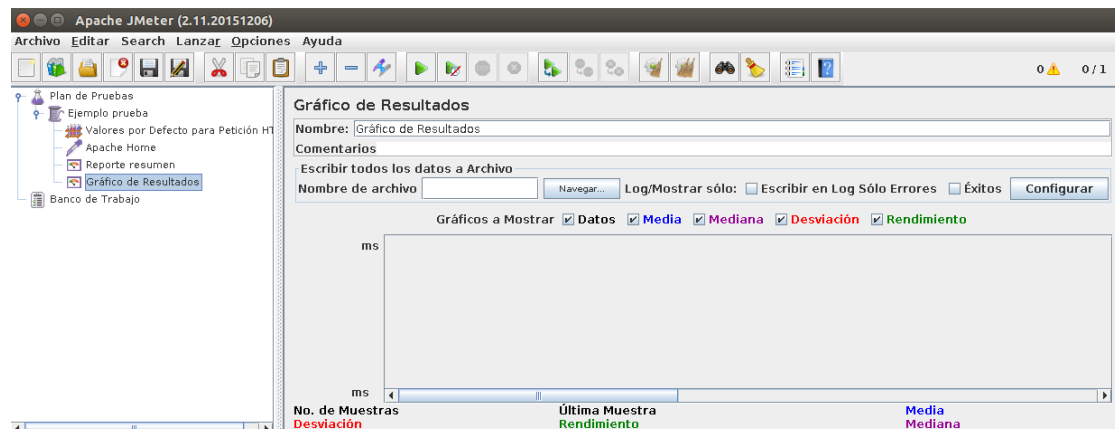 Apache JMeter (2.11.20151206)
Archivo Editar Search Lanzar Opciones Ayuda
0 0/1
Plan de Pruebas
Ejemplo prueba
Valores por Defecto para Petición HT
Apache Home
Reporte resumen
Gráfico de Resultados
Banco de Trabajo
Gráfico de Resultados
Nombre: Gráfico de Resultados
Comentarios
Escribir todos los datos a Archivo
Nombre de archivo Navegar... Log/Mostrar sólo: Escribir en Log Sólo Errores Éxitos Configurar
Gráficos a Mostrar Datos Media Mediana Desviación Rendimiento
ms
ms
No. de Muestras Última Muestra Media
Desviación Rendimiento Mediana